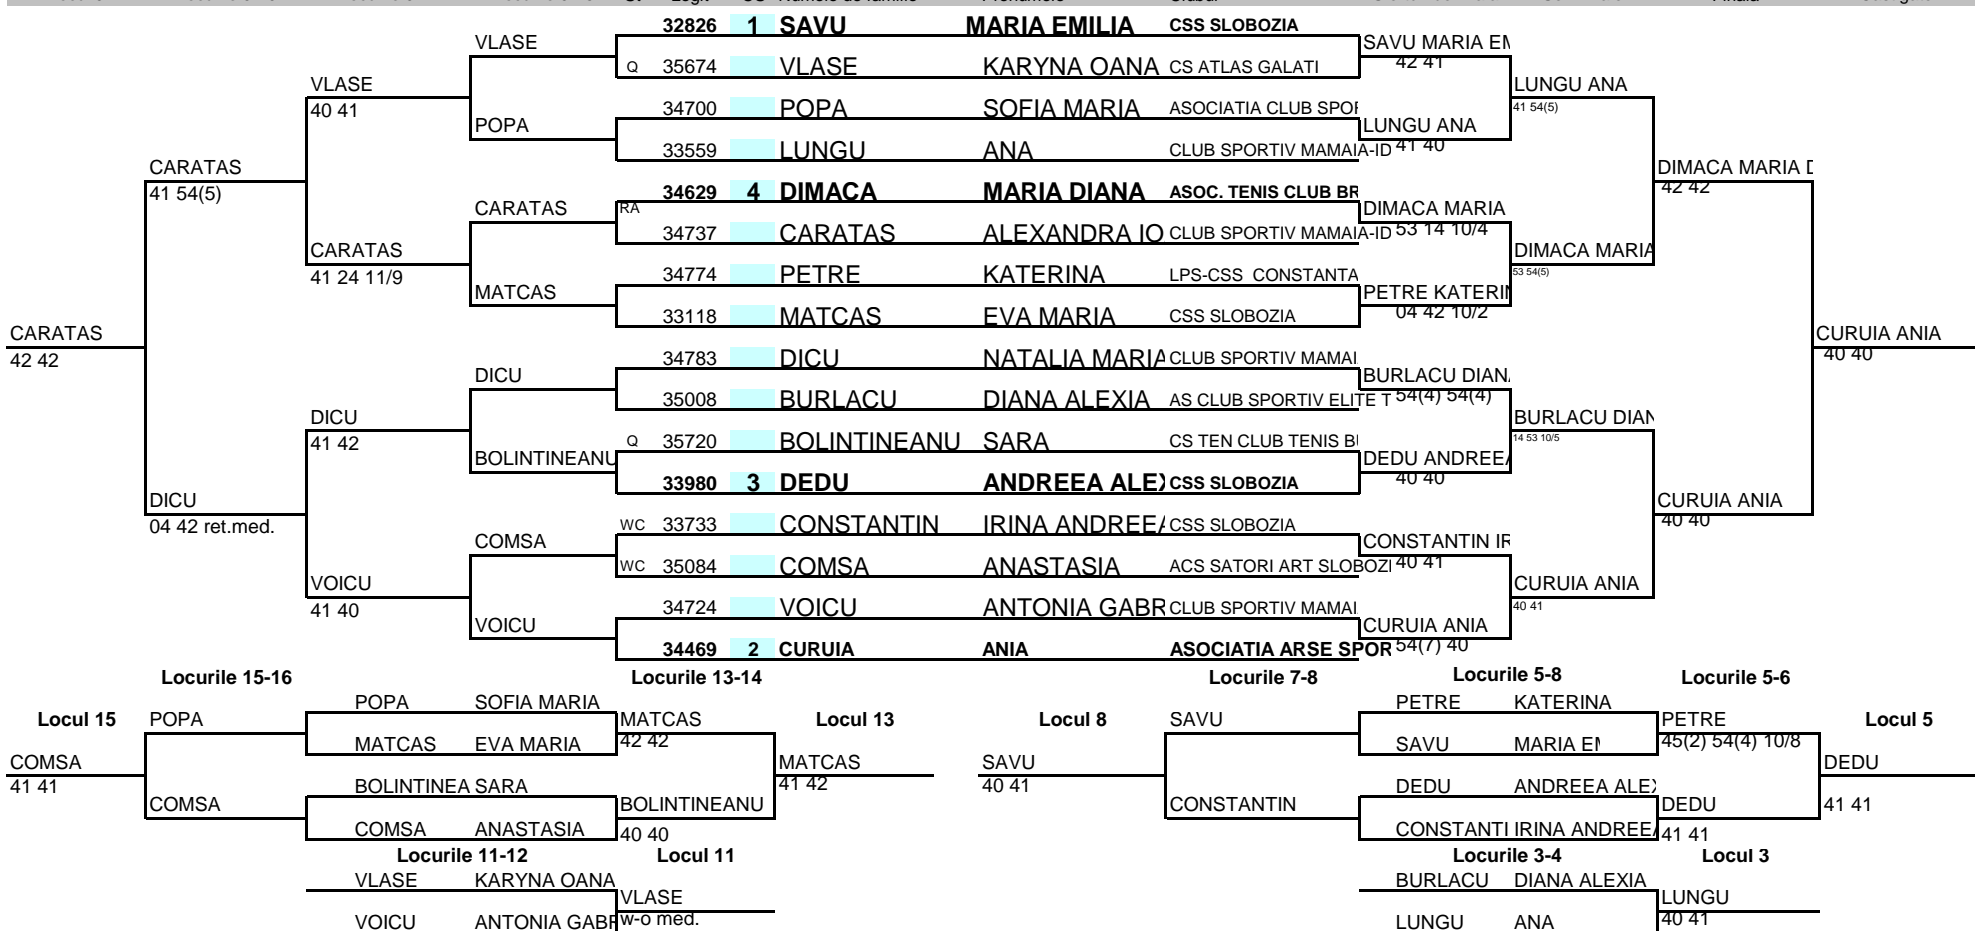 32826 1 SAVU MARIA EMILIA CSS SLOBOZIA
VLASE SAVU MARIA EM
Q 35674 VLASE KARYNA OANA CS ATLAS GALATI 42 41
VLASE LUNGU ANA
40 41 34700 POPA SOFIA MARIA ASOCIATIA CLUB SPOR 41 54(5)
POPA LUNGU ANA
33559 LUNGU ANA CLUB SPORTIV MAMAIA-ID 41 40
CARATAS DIMACA MARIA D
41 54(5) 34629 4 DIMACA MARIA DIANA ASOC. TENIS CLUB BR 42 42
CARATAS RA DIMACA MARIA
34737 CARATAS ALEXANDRA IO CLUB SPORTIV MAMAIA-ID 53 14 10/4
CARATAS DIMACA MARIA
41 24 11/9 34774 PETRE KATERINA LPS-CSS CONSTANTA 53 54(5)
MATCAS PETRE KATERIN
33118 MATCAS EVA MARIA CSS SLOBOZIA 04 42 10/2
CARATAS CURUIA ANIA
42 42 34783 DICU NATALIA MARIA CLUB SPORTIV MAMAI 40 40
DICU BURLACU DIANA
35008 BURLACU DIANA ALEXIA AS CLUB SPORTIV ELITE T 54(4) 54(4)
DICU BURLACU DIAN
41 42 Q 35720 BOLINTINEANU SARA CS TEN CLUB TENIS BU 14 53 10/5
BOLINTINEANU DEDU ANDREEA
33980 3 DEDU ANDREEA ALEX CSS SLOBOZIA 40 40
DICU CURUIA ANIA
04 42 ret.med. WC 33733 CONSTANTIN IRINA ANDREEA CSS SLOBOZIA 40 40
COMSA CONSTANTIN IR
WC 35084 COMSA ANASTASIA ACS SATORI ART SLOBOZI 40 41
VOICU CURUIA ANIA
41 40 34724 VOICU ANTONIA GABR CLUB SPORTIV MAMAI 40 41
VOICU CURUIA ANIA
34469 2 CURUIA ANIA ASOCIATIA ARSE SPOR 54(7) 40
Locurile 15-16 Locurile 13-14 Locurile 7-8 Locurile 5-8 Locurile 5-6
POPA SOFIA MARIA PETRE KATERINA
Locul 15 POPA MATCAS Locul 13 Locul 8 SAVU PETRE Locul 5
MATCAS EVA MARIA 42 42 SAVU MARIA EM 45(2) 54(4) 10/8
COMSA MATCAS SAVU DEDU
41 41 BOLINTINEA SARA 41 42 40 41 DEDU ANDREEA ALEX
COMSA BOLINTINEANU CONSTANTIN DEDU 41 41
COMSA ANASTASIA 40 40 CONSTANTI IRINA ANDREEA 41 41
Locurile 11-12 Locul 11 Locurile 3-4 Locul 3
VLASE KARYNA OANA BURLACU DIANA ALEXIA
VLASE LUNGU
VOICU ANTONIA GABR w-o med. LUNGU ANA 40 41